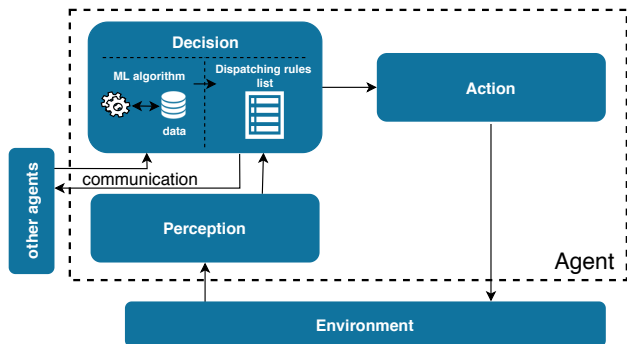 Decision
ML algorithm
Dispatching rules
list
data
Action
other agents
communication
Perception
Agent
Environment